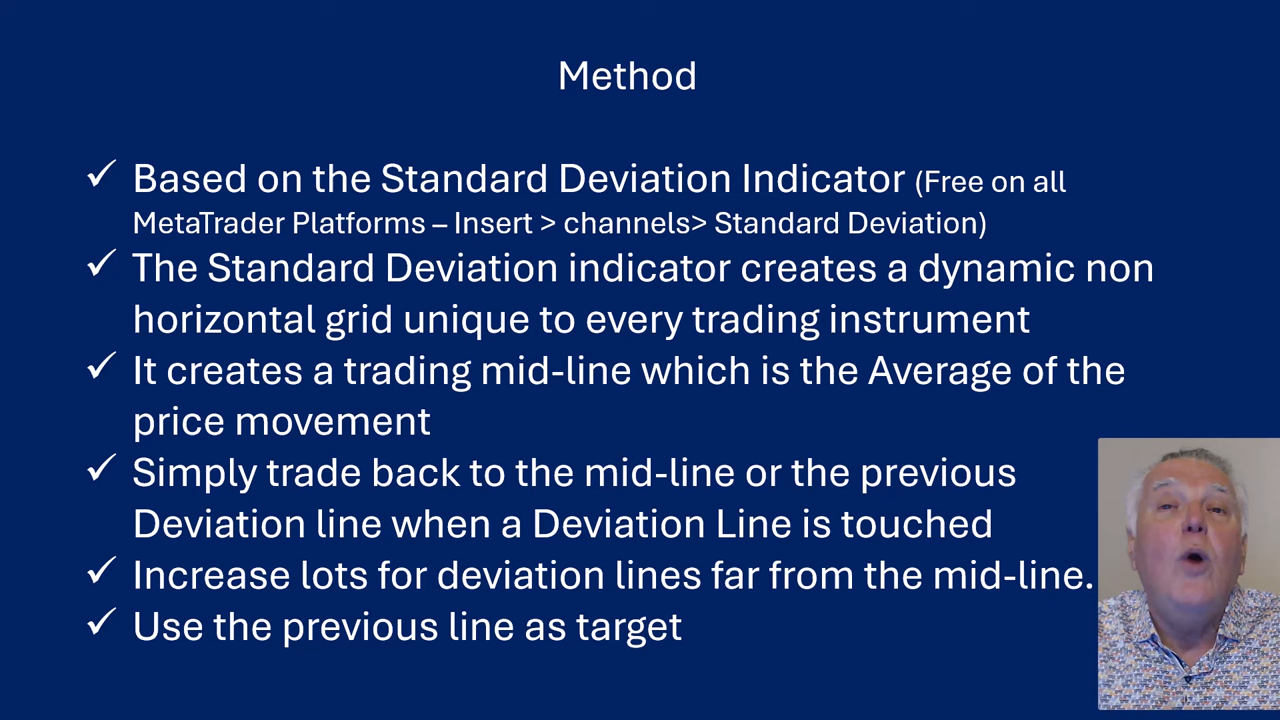 Method
✓ Based on the Standard Deviation Indicator (Free on all
MetaTrader Platforms – Insert > channels> Standard Deviation)
✓ The Standard Deviation indicator creates a dynamic non
horizontal grid unique to every trading instrument
✓ It creates a trading mid-line which is the Average of the
price movement
✓ Simply trade back to the mid-line or the previous
Deviation line when a Deviation Line is touched
✓ Increase lots for deviation lines far from the mid-line.
✓ Use the previous line as target